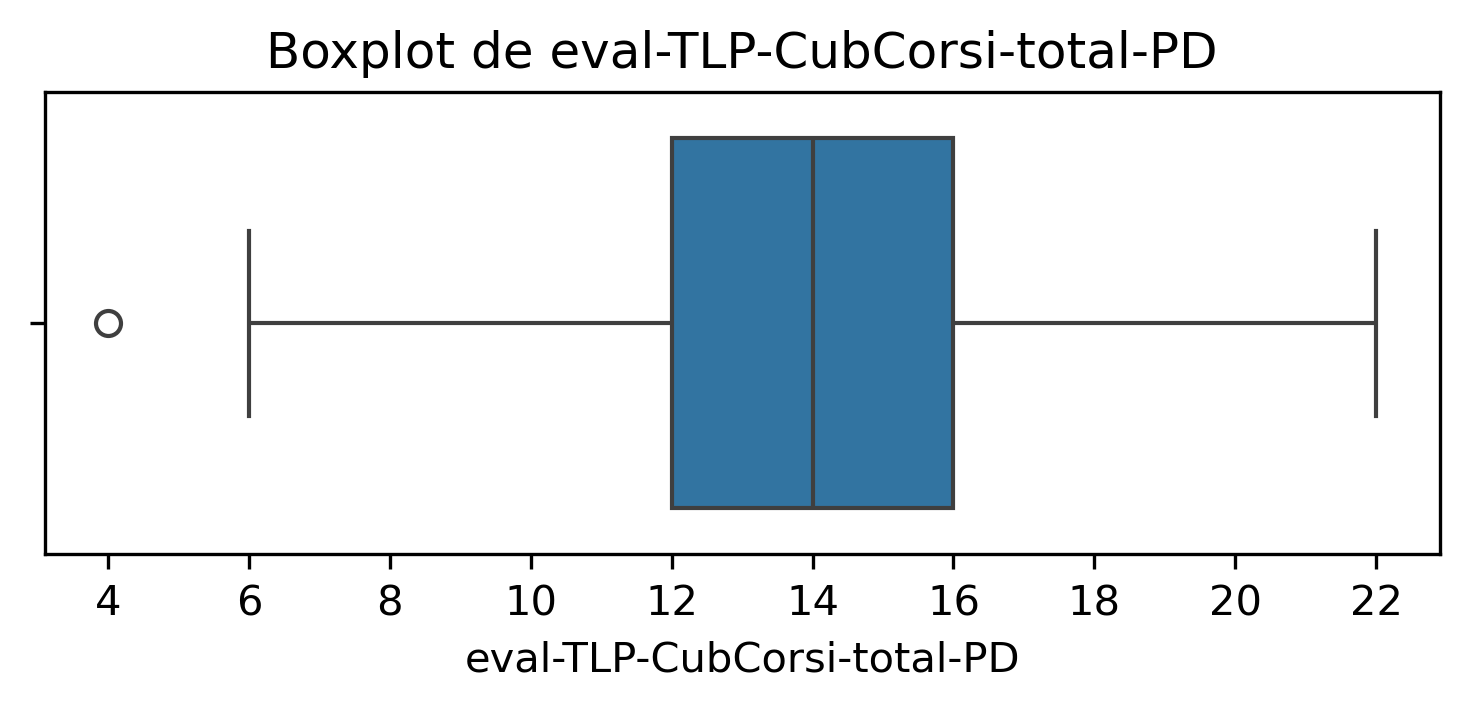 Boxplot de eval-TLP-CubCorsi-total-PD
4 6 8 10 12 14 16 18 20 22
eval-TLP-CubCorsi-total-PD